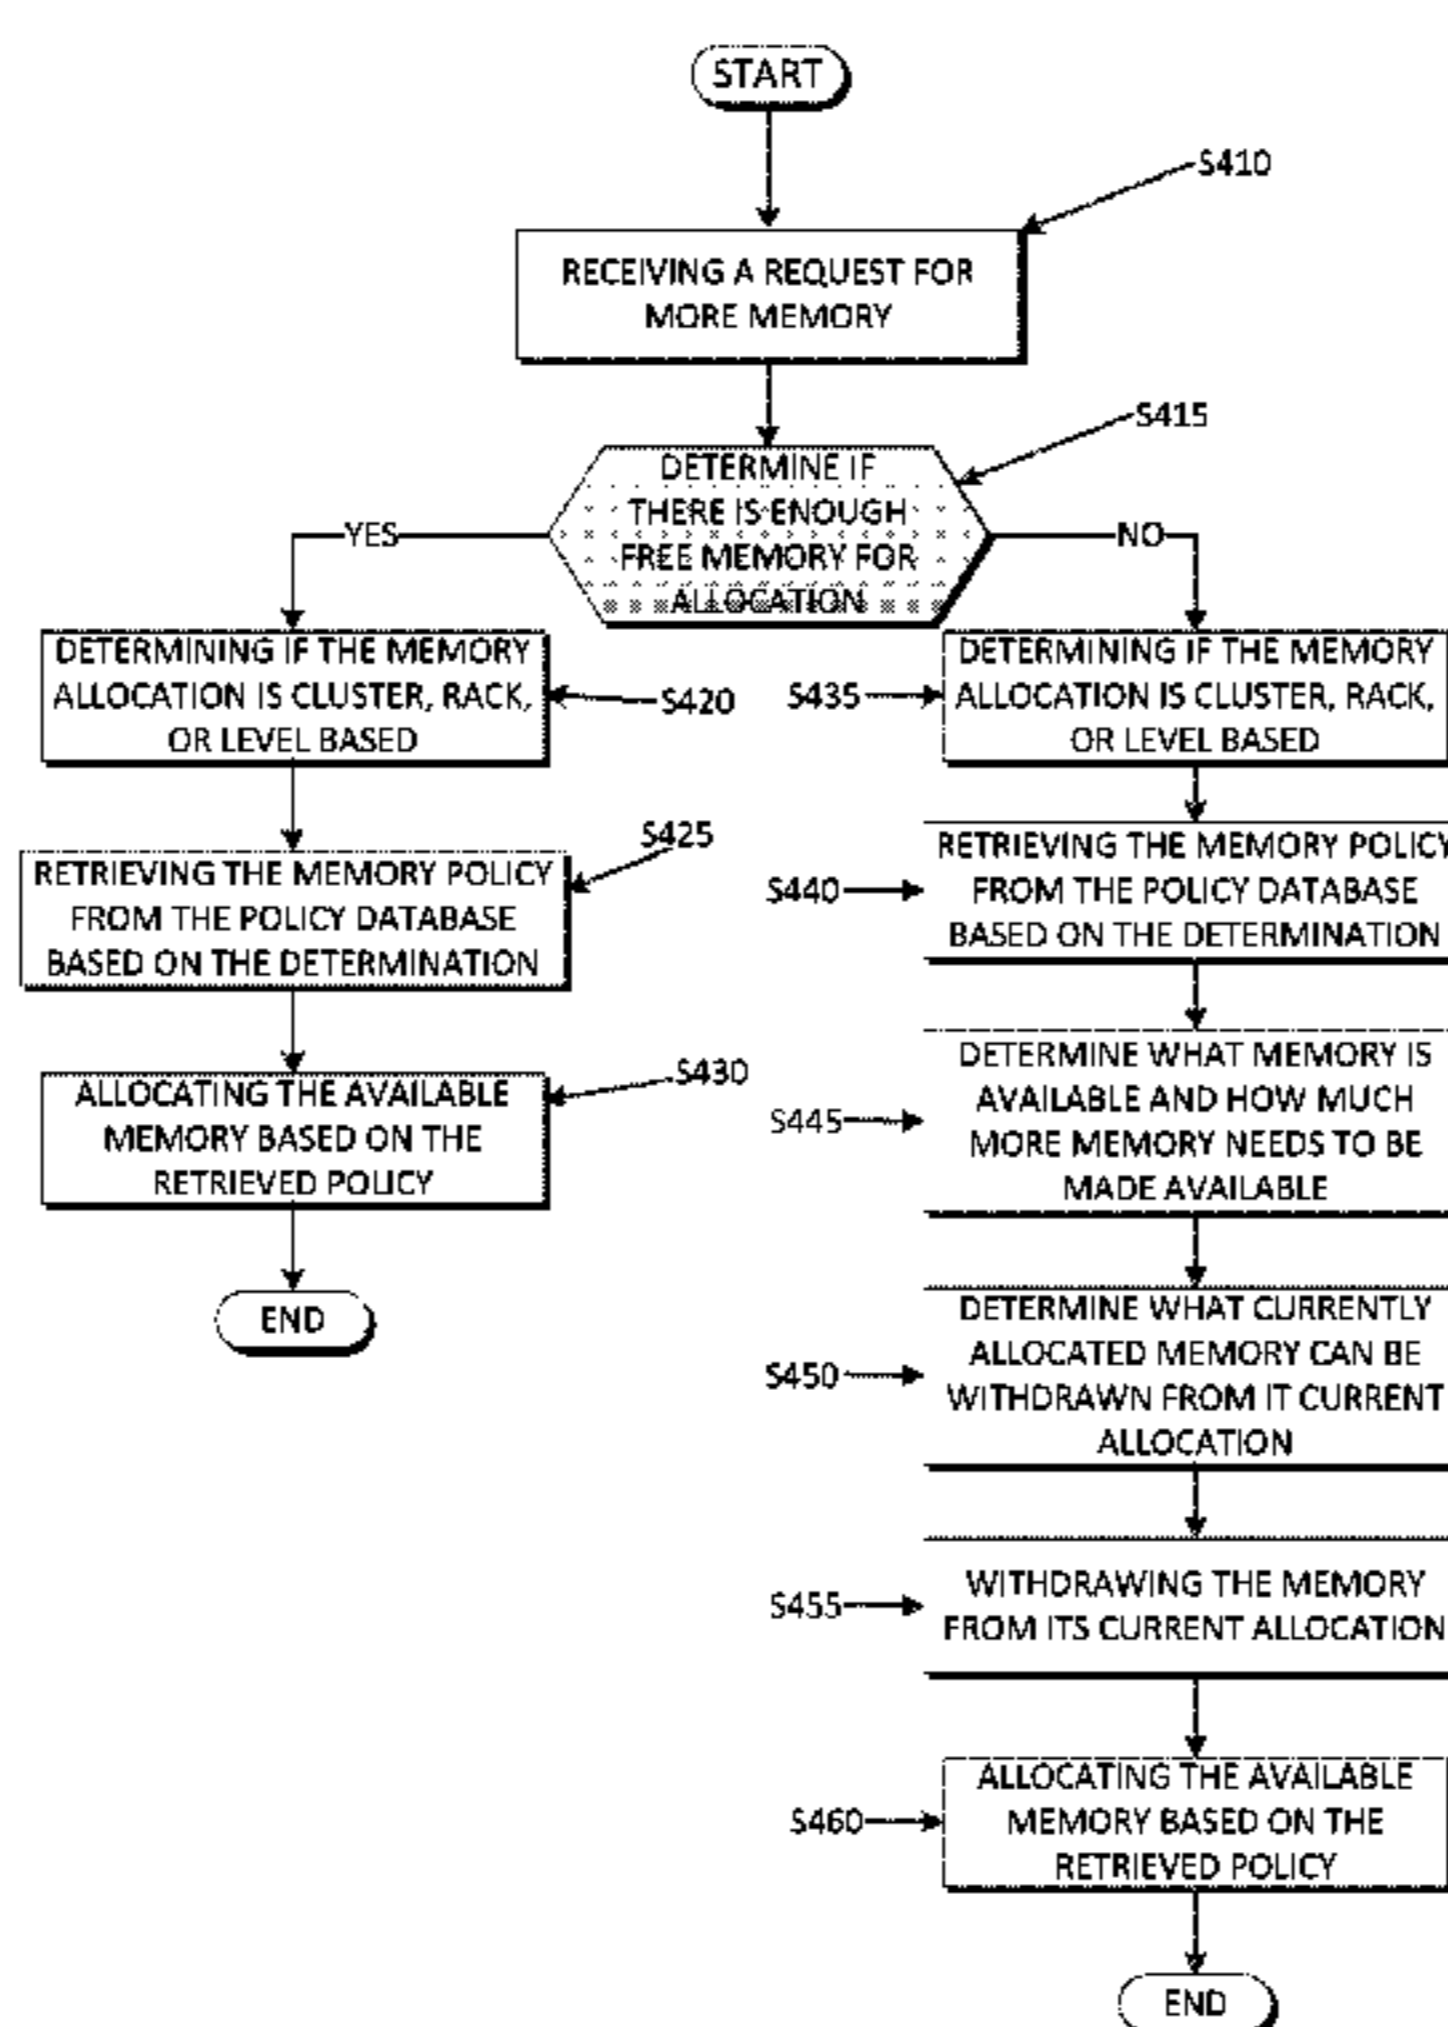 START
S410
RECEIVING A REQUEST FOR
MORE MEMORY
S415
DETERMINE IF
THERE IS ENOUGH
FREE MEMORY FOR
ALLOCATION
YES
NO
DETERMINING IF THE MEMORY
ALLOCATION IS CLUSTER, RACK,
OR LEVEL BASED
S420
S425
RETRIEVING THE MEMORY POLICY
FROM THE POLICY DATABASE
BASED ON THE DETERMINATION
S430
ALLOCATING THE AVAILABLE
MEMORY BASED ON THE
RETRIEVED POLICY
END
S435
DETERMINING IF THE MEMORY
ALLOCATION IS CLUSTER, RACK,
OR LEVEL BASED
S440
RETRIEVING THE MEMORY POLICY
FROM THE POLICY DATABASE
BASED ON THE DETERMINATION
S445
DETERMINE WHAT MEMORY IS
AVAILABLE AND HOW MUCH
MORE MEMORY NEEDS TO BE
MADE AVAILABLE
S450
DETERMINE WHAT CURRENTLY
ALLOCATED MEMORY CAN BE
WITHDRAWN FROM IT CURRENT
ALLOCATION
S455
WITHDRAWING THE MEMORY
FROM ITS CURRENT ALLOCATION
S460
ALLOCATING THE AVAILABLE
MEMORY BASED ON THE
RETRIEVED POLICY
END